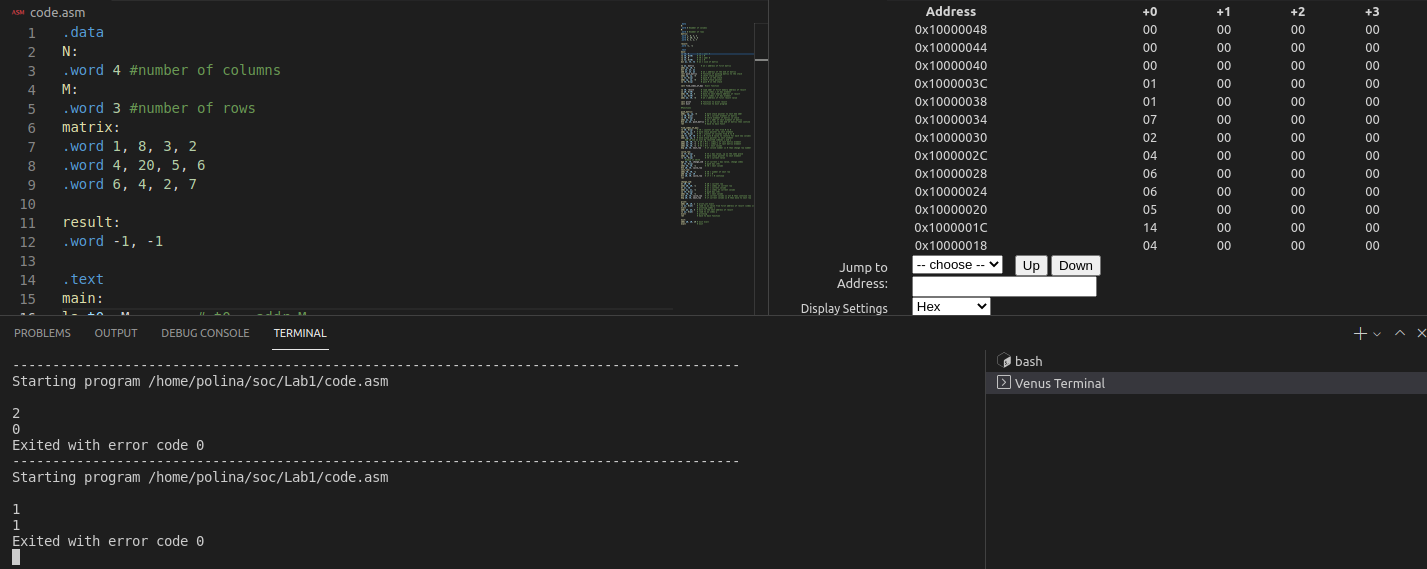 ASM code.asm
1 .data
2 N:
3 .word 4 #number of columns
4 M:
5 .word 3 #number of rows
6 matrix:
7 .word 1, 8, 3, 2
8 .word 4, 20, 5, 6
9 .word 6, 4, 2, 7
10
11 result:
12 .word -1, -1
13
14 .text
15 main:
Address +0 +1 +2 +3
0x10000048 00 00 00 00
0x10000044 00 00 00 00
0x10000040 00 00 00 00
0x1000003C 01 00 00 00
0x10000038 01 00 00 00
0x10000034 07 00 00 00
0x10000030 02 00 00 00
0x1000002C 04 00 00 00
0x10000028 06 00 00 00
0x10000024 06 00 00 00
0x10000020 05 00 00 00
0x1000001C 14 00 00 00
0x10000018 04 00 00 00
Jump to -- choose -- Up Down
Address:
Display Settings Hex
PROBLEMS OUTPUT DEBUG CONSOLE TERMINAL
--------------------------------------------------------------------------------
Starting program /home/polina/soc/Lab1/code.asm
2
0
Exited with error code 0
--------------------------------------------------------------------------------
Starting program /home/polina/soc/Lab1/code.asm
1
1
Exited with error code 0
bash
Venus Terminal